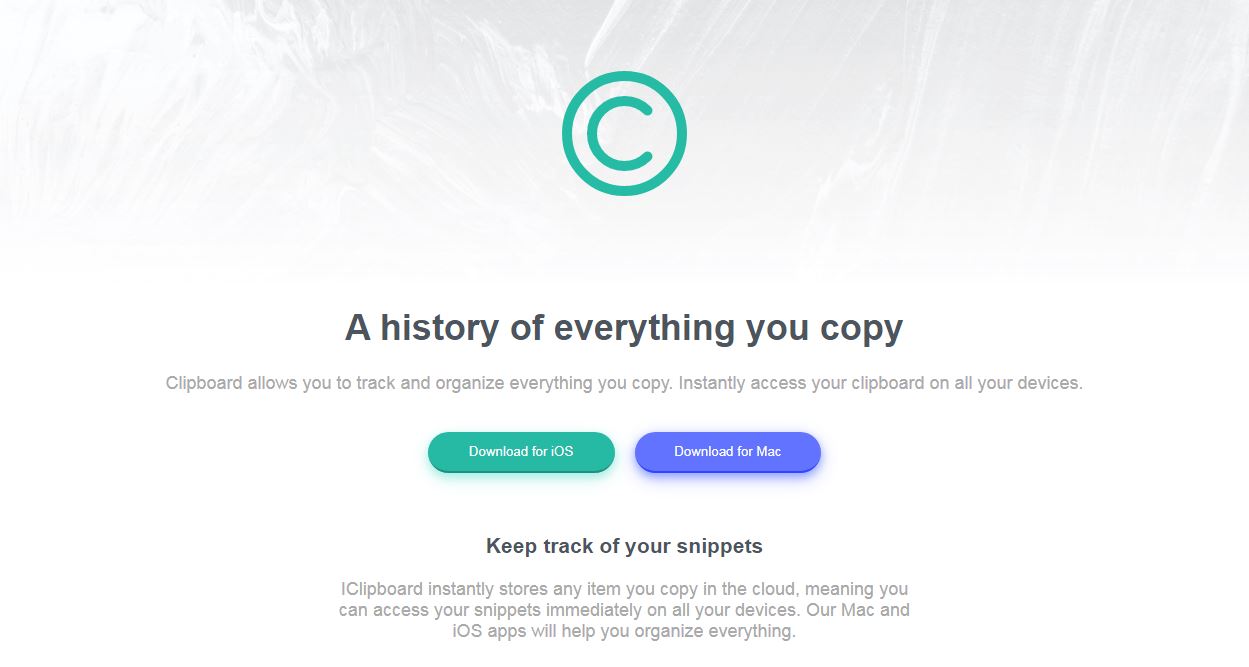 A history of everything you copy
Clipboard allows you to track and organize everything you copy. Instantly access your clipboard on all your devices.
Download for iOS
Download for Mac
Keep track of your snippets
IClipboard instantly stores any item you copy in the cloud, meaning you
can access your snippets immediately on all your devices. Our Mac and
iOS apps will help you organize everything.